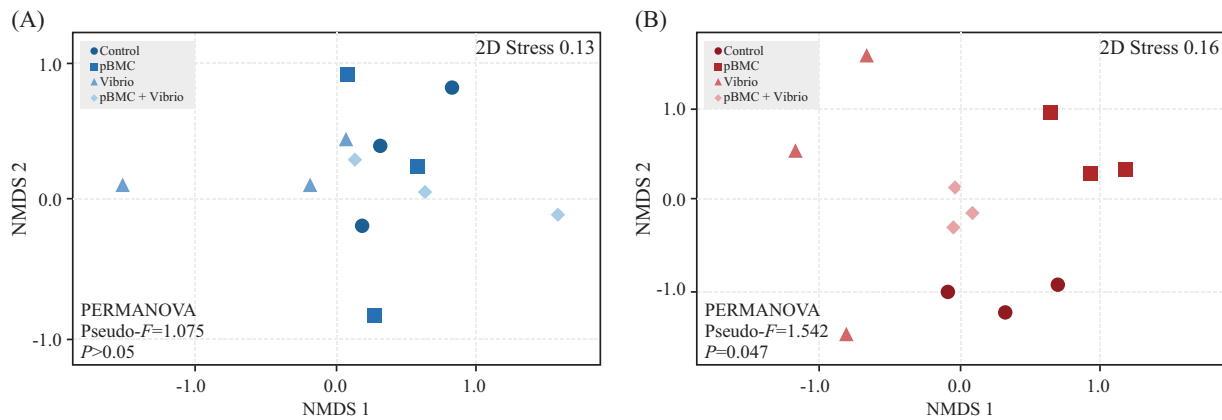 (A)
2D Stress 0.13
Control
pBMC
Vibrio
pBMC + Vibrio
1.0
0.0
-1.0
NMDS 2
PERMANOVA
Pseudo-F=1.075
P>0.05
-1.0
0.0
1.0
NMDS 1
(B)
2D Stress 0.16
Control
pBMC
Vibrio
pBMC + Vibrio
1.0
0.0
-1.0
NMDS 2
PERMANOVA
Pseudo-F=1.542
P=0.047
-1.0
0.0
1.0
NMDS 1